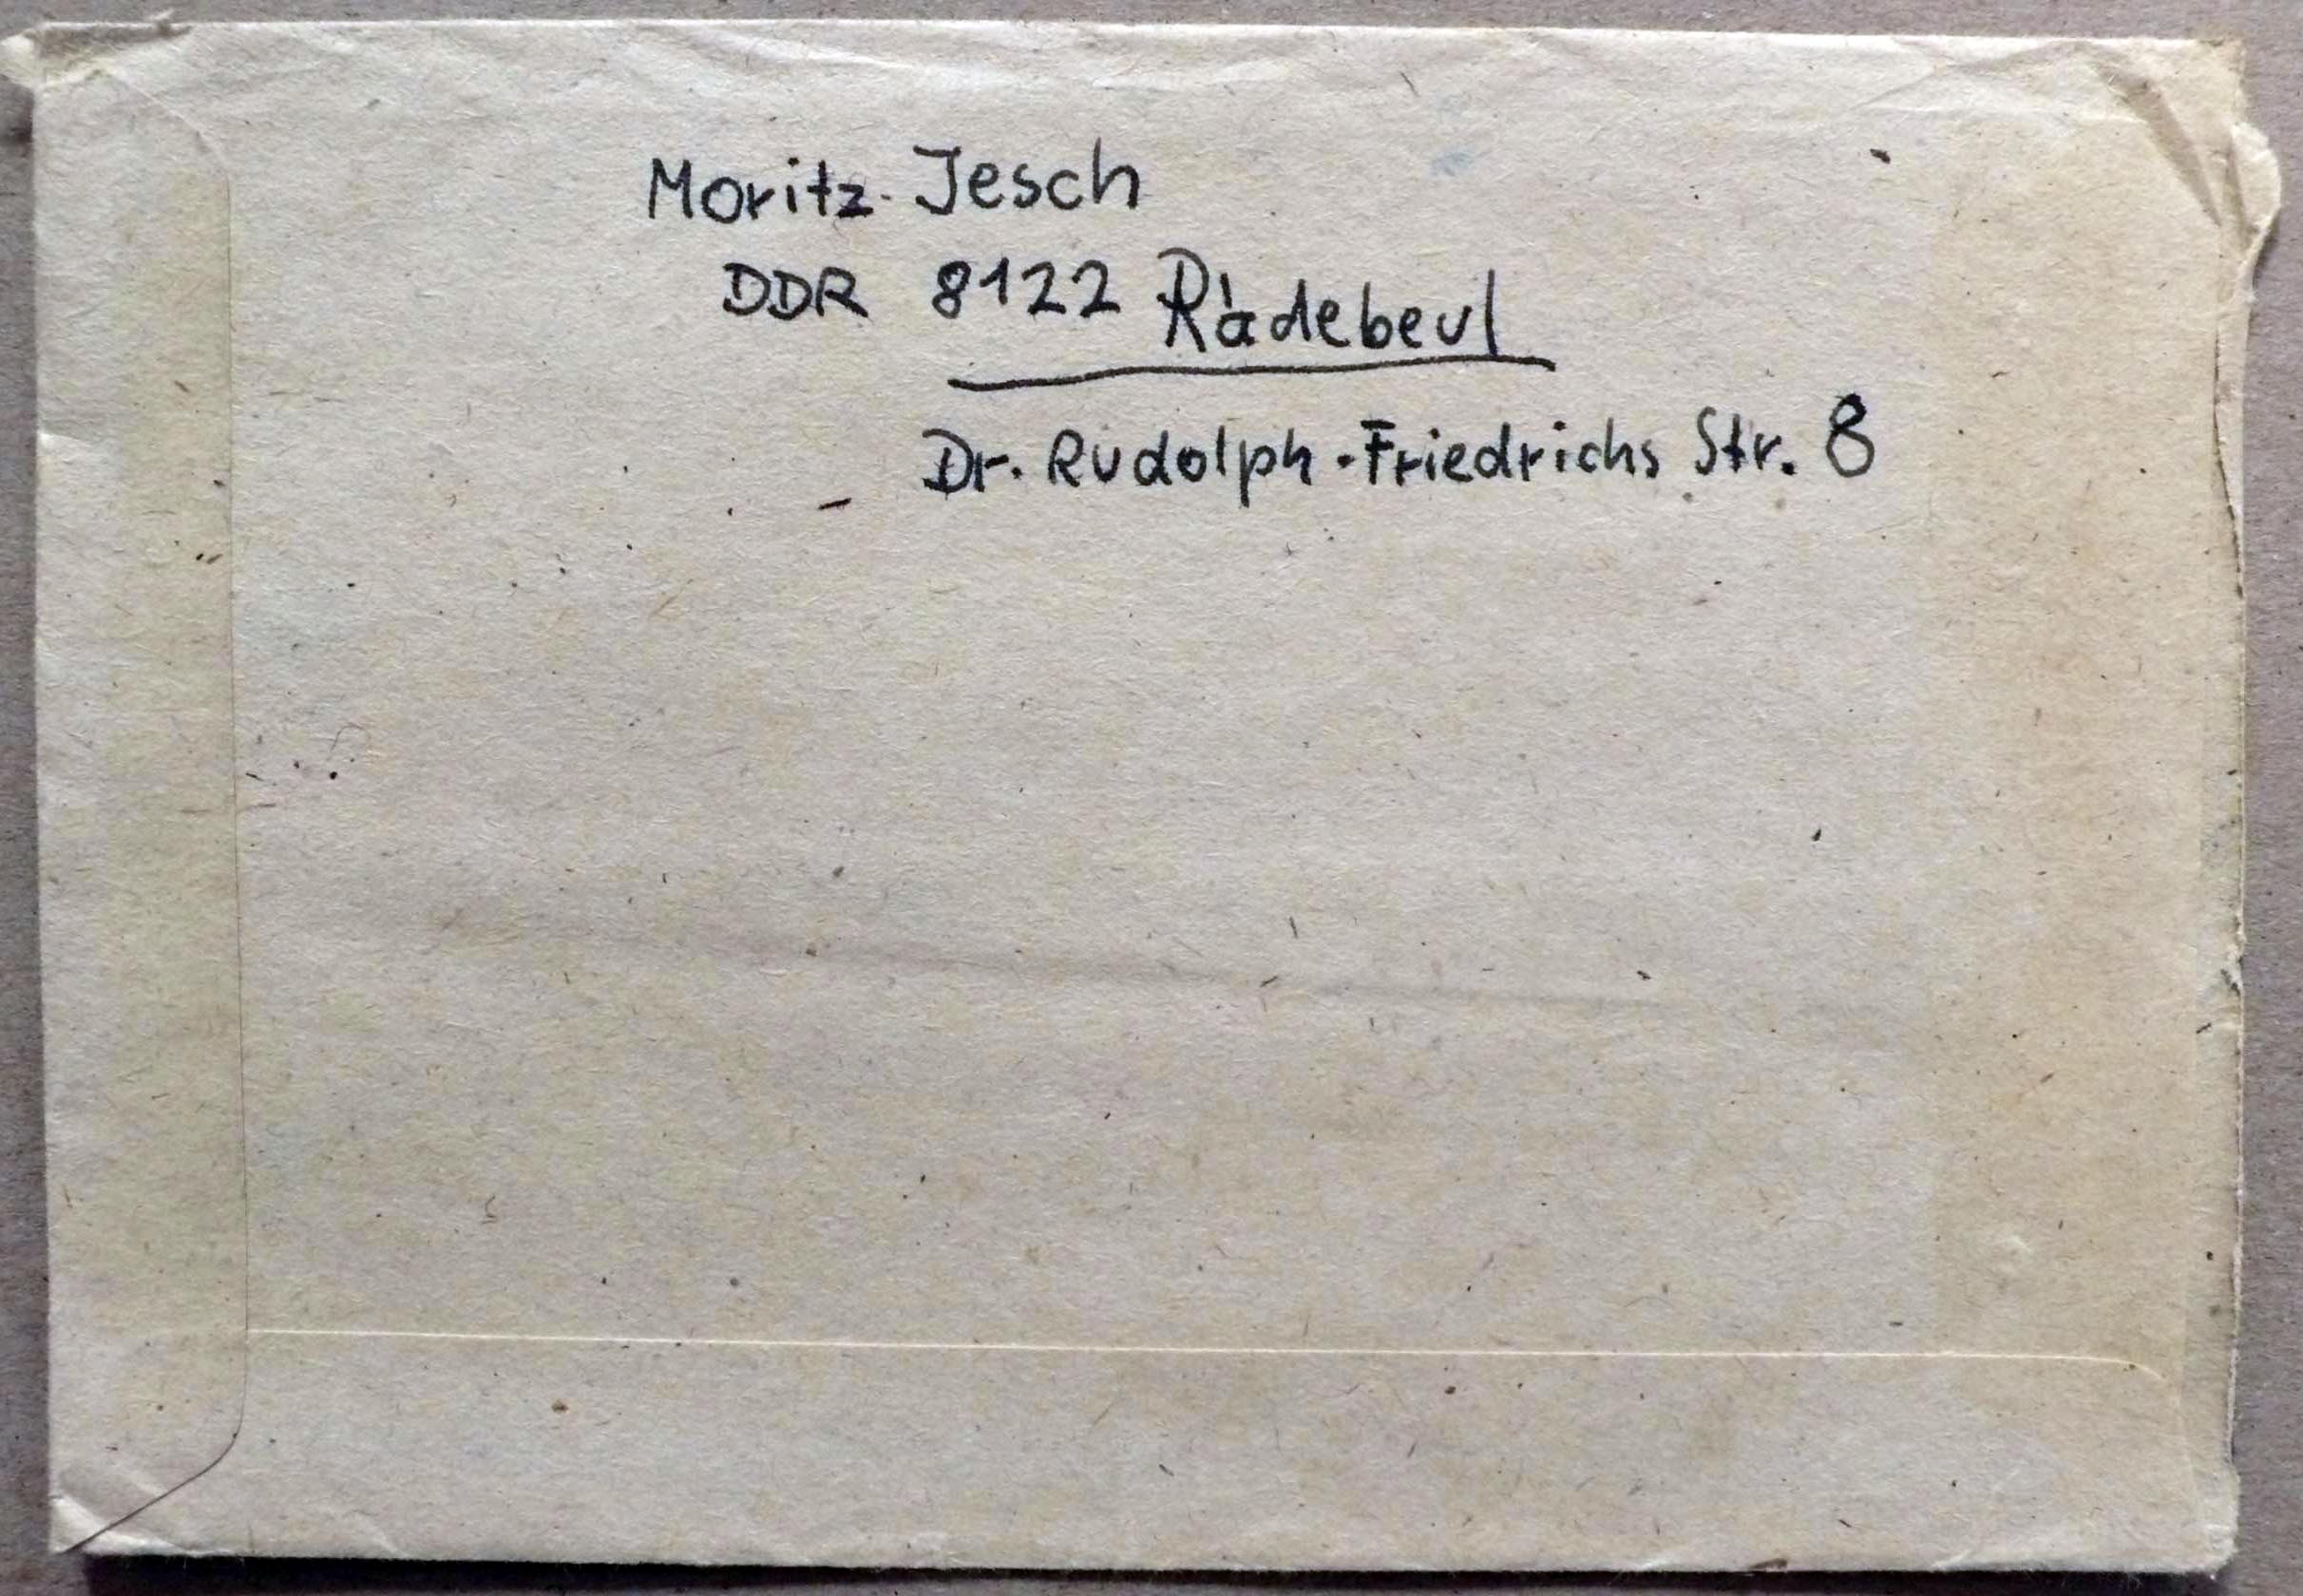 Moritz Jesch
DDR 8122 Radebeul
Dr. Rudolph-Friedrichs Str. 8